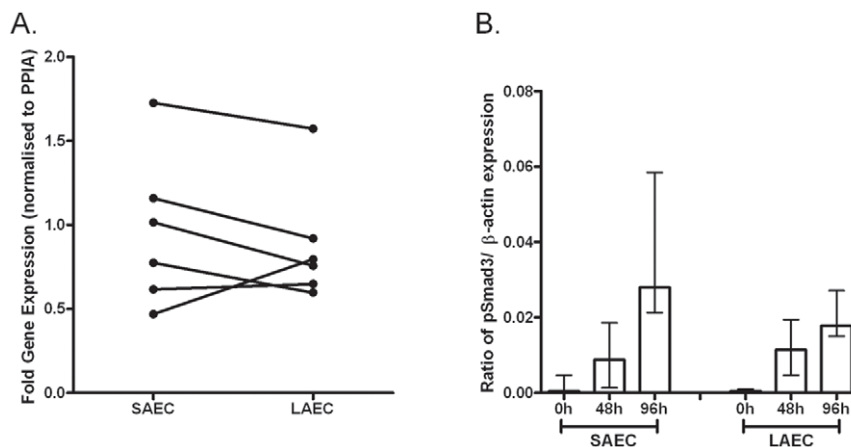 A.
Fold Gene Expression (normalised to PPIA)
2.0
1.5
1.0
0.5
0.0
SAEC LAEC
B.
Ratio of pSmad3/ β-actin expression
0.08
0.06
0.04
0.02
0.00
0h 48h 96h 0h 48h 96h
SAEC LAEC